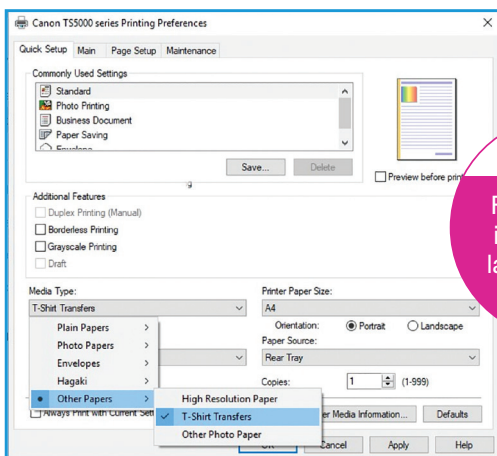 Canon TS5000 series Printing Preferences
Quick Setup Main Page Setup Maintenance
Commonly Used Settings
Standard
Photo Printing
Business Document
Paper Saving
Save... Delete
Preview before
Additional Features
Duplex Printing (Manual)
Borderless Printing
Grayscale Printing
Draft
Media Type:
T-Shirt Transfers
Printer Paper Size:
A4
Orientation: Portrait Landscape
Paper Source:
Rear Tray
Copies: 1 (1-999)
Plain Papers
Photo Papers
Envelopes
Hagaki
Other Papers
High Resolution Paper
T-Shirt Transfers
Other Photo Paper
Always Print with Current
Media Information... Defaults
Cancel Apply Help